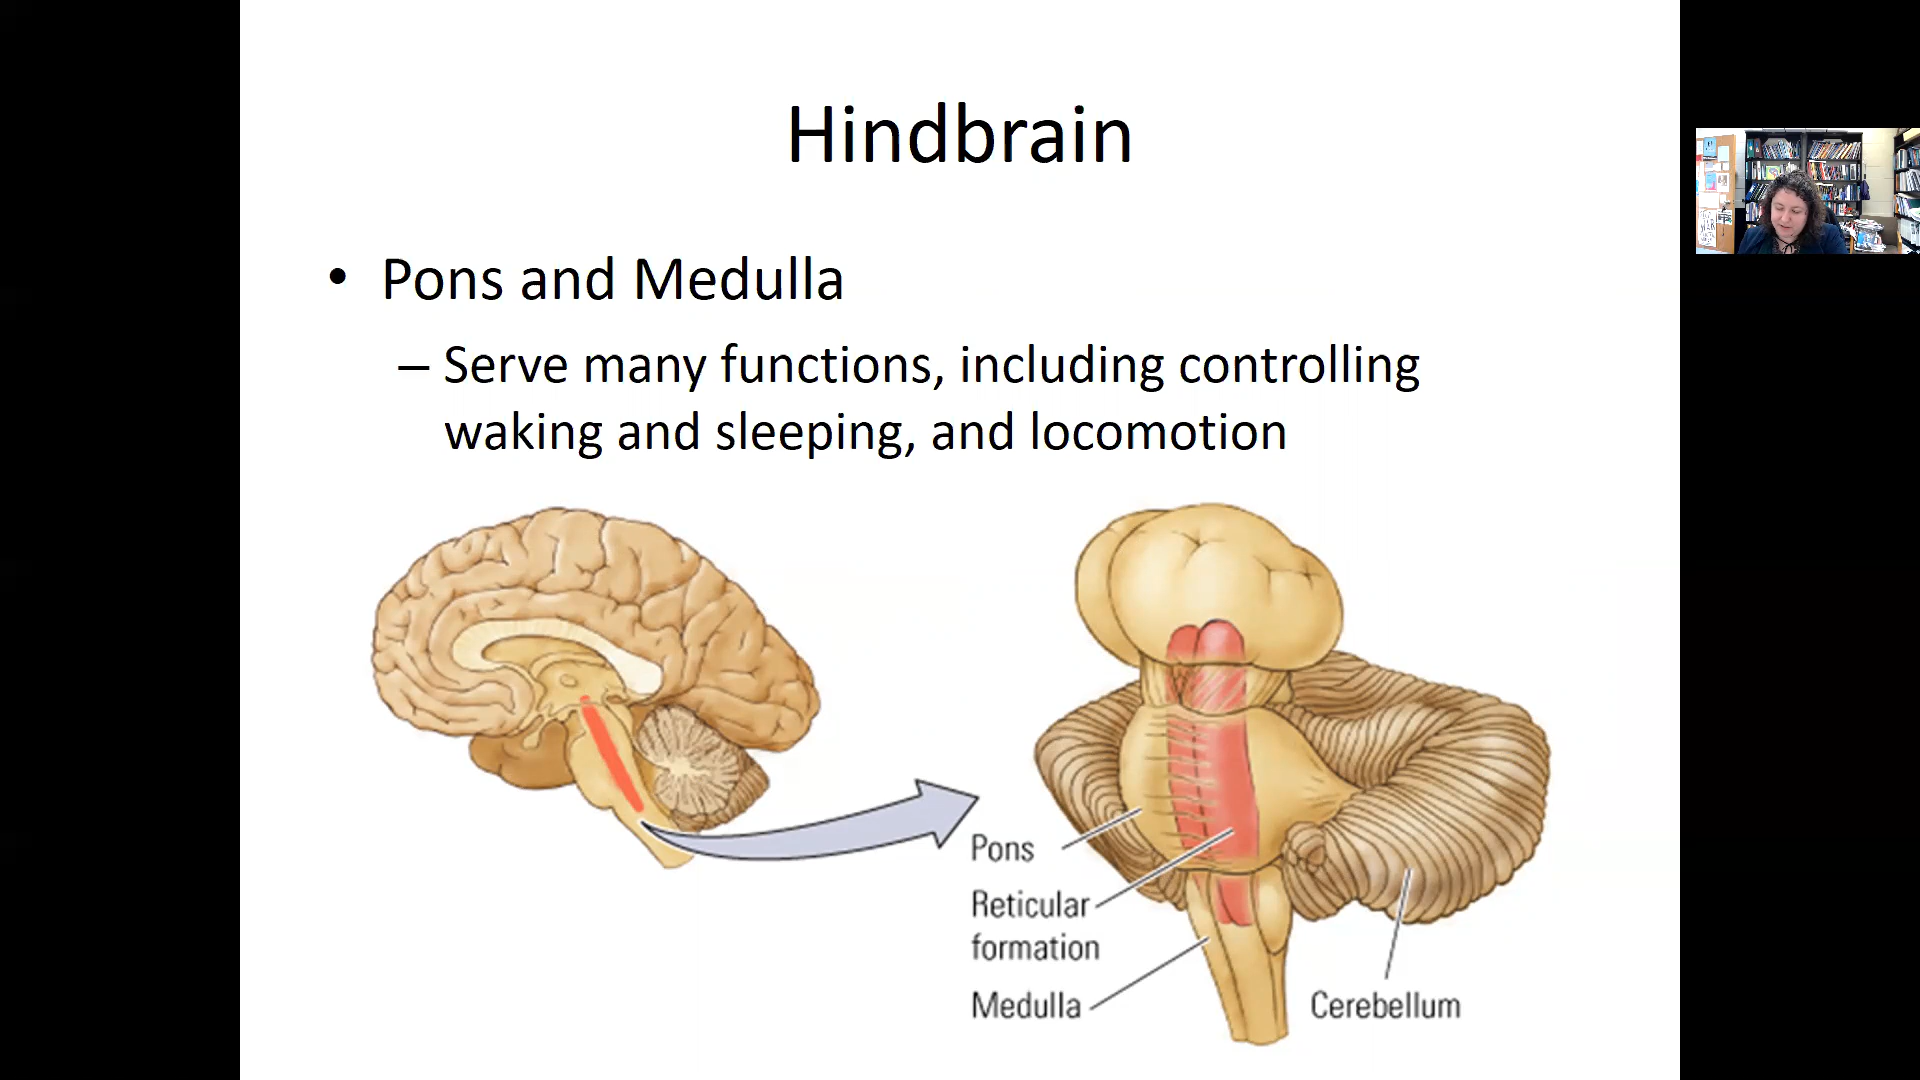 Hindbrain
• Pons and Medulla
– Serve many functions, including controlling
waking and sleeping, and locomotion
Pons
Reticular
formation
Medulla
Cerebellum